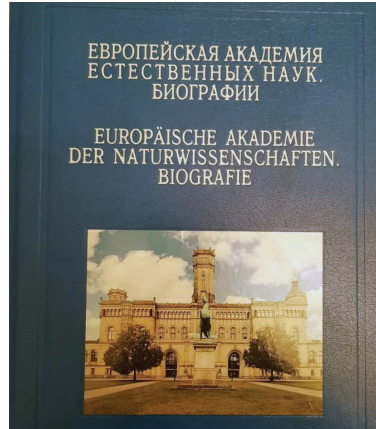 ЕВРОПЕЙСКАЯ АКАДЕМИЯ
ЕСТЕСТВЕННЫХ НАУК.
БИОГРАФИИ
EUROPÄISCHE AKADEMIE
DER NATURWISSENSCHAFTEN.
BIOGRAFIE